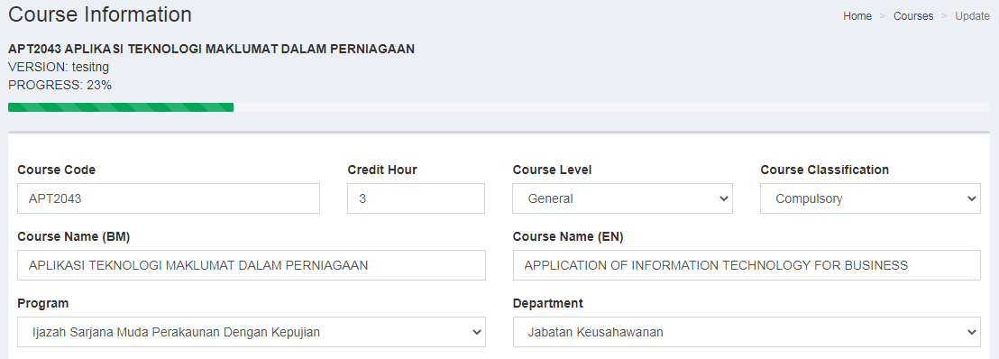 Course Information
Home > Courses > Update
APT2043 APLIKASI TEKNOLOGI MAKLUMAT DALAM PERNIAGAAN
VERSION: tesitng
PROGRESS: 23%
Course Code Credit Hour Course Level Course Classification
APT2043 3 General Compulsory
Course Name (BM) Course Name (EN)
APLIKASI TEKNOLOGI MAKLUMAT DALAM PERNIAGAAN APPLICATION OF INFORMATION TECHNOLOGY FOR BUSINESS
Program Department
Ijazah Sarjana Muda Perakaunan Dengan Kepujian Jabatan Keusahawanan